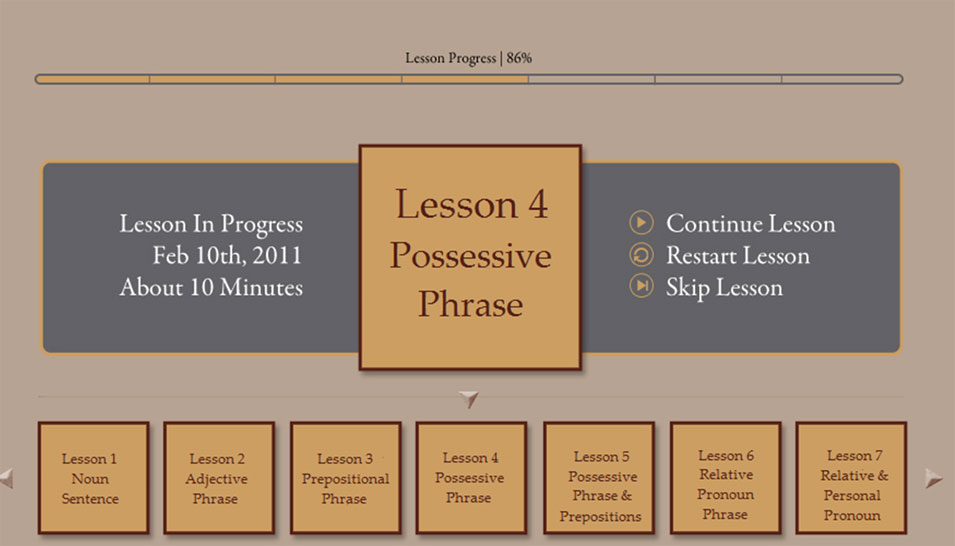 Lesson Progress | 86%
Lesson In Progress
Feb 10th, 2011
About 10 Minutes
Lesson 4
Possessive
Phrase
Continue Lesson
Restart Lesson
Skip Lesson
Lesson 1
Noun
Sentence
Lesson 2
Adjective
Phrase
Lesson 3
Prepositional
Phrase
Lesson 4
Possessive
Phrase
Lesson 5
Possessive
Phrase &
Prepositions
Lesson 6
Relative
Pronoun
Phrase
Lesson 7
Relative &
Personal
Pronoun